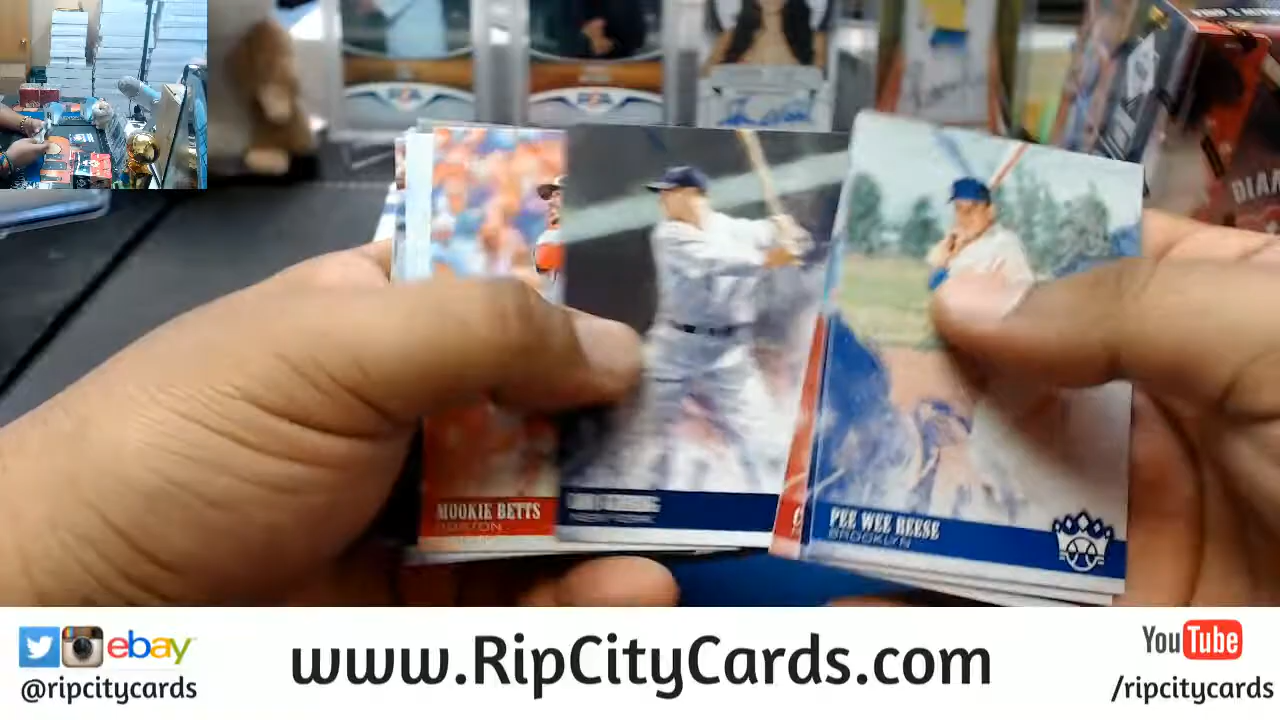 MOOKIE BETTS
BOSTON
PEE WEE REESE
BROOKLYN
DIAM
ebay
@ripcitycards
www.RipCityCards.com
YouTube
/ripcitycards